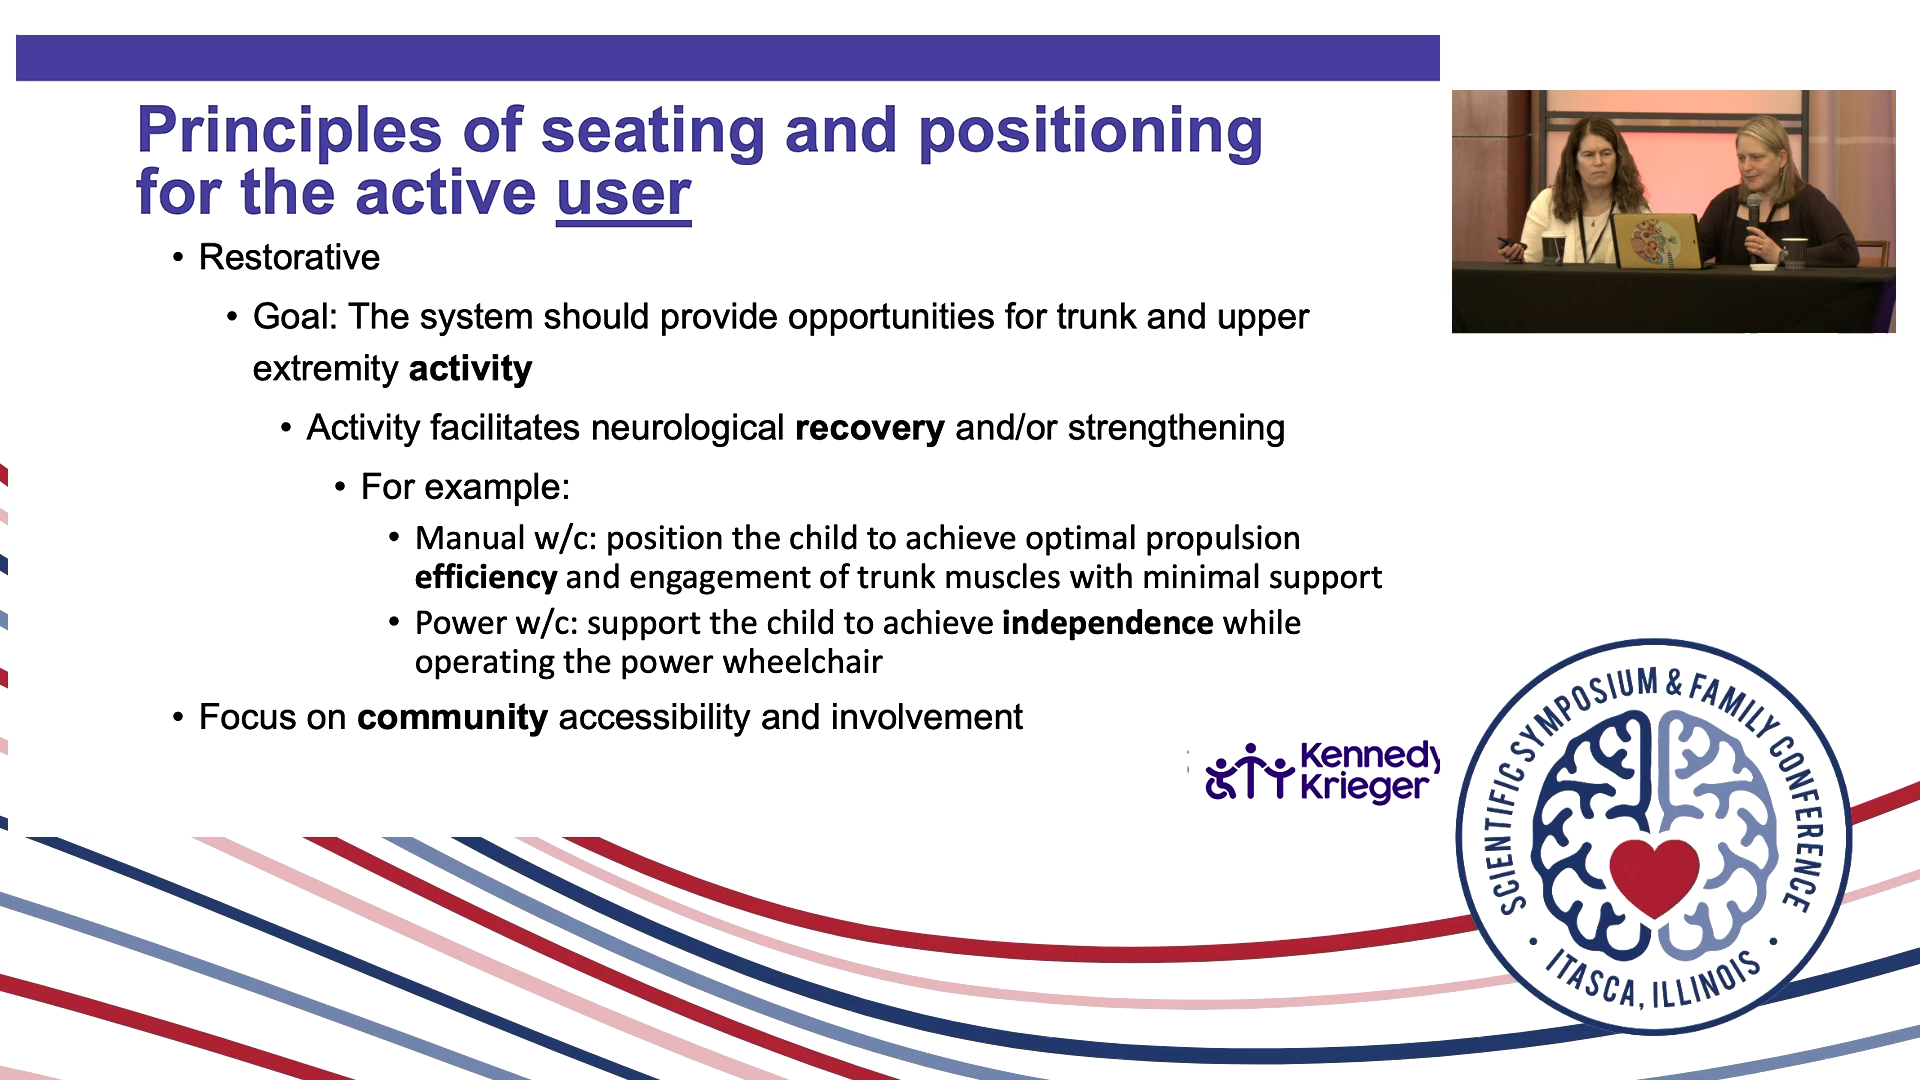 Principles of seating and positioning
for the active user
• Restorative
• Goal: The system should provide opportunities for trunk and upper
extremity activity
• Activity facilitates neurological recovery and/or strengthening
• For example:
• Manual w/c: position the child to achieve optimal propulsion
efficiency and engagement of trunk muscles with minimal support
• Power w/c: support the child to achieve independence while
operating the power wheelchair
• Focus on community accessibility and involvement
Kennedy
Krieger
SCIENTIFIC SYMPOSIUM & FAMILY CONFERENCE
• ITASCA, ILLINOIS •